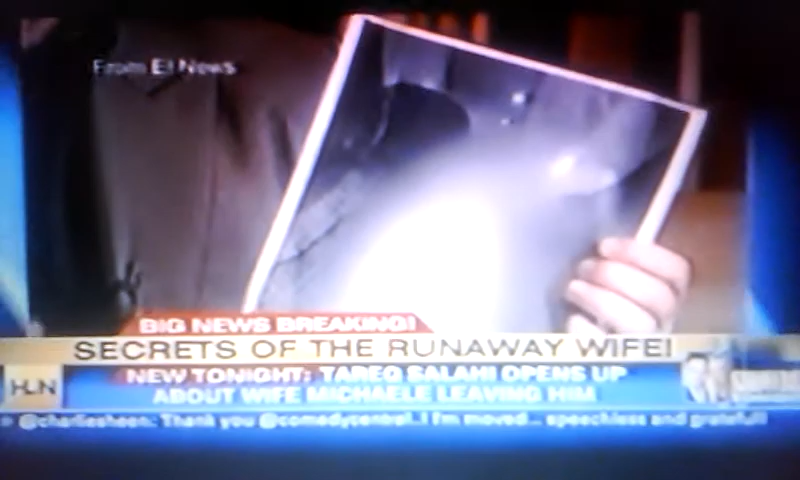 From E! News
BIG NEWS BREAKING!
SECRETS OF THE RUNAWAY WIFE!
HLN
NEW TONIGHT: TAREQ SALAHI OPENS UP
ABOUT WIFE MICHAELE LEAVING HIM
@charliesheen: Thank you @comedycentral..! I'm moved... speechless and grateful!